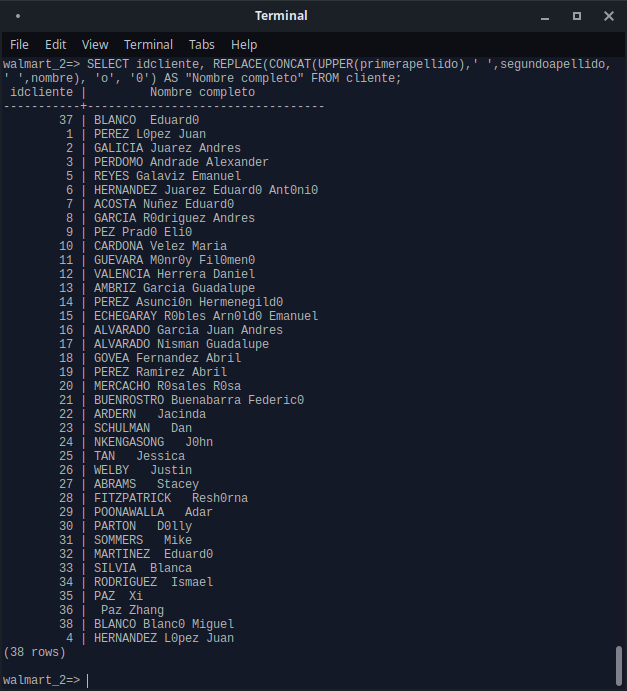 Terminal
File Edit View Terminal Tabs Help
walmart_2=> SELECT idcliente, REPLACE(CONCAT(UPPER(primerapellido),' ',segundoapellido,
' ',nombre), 'o', '0') AS "Nombre completo" FROM cliente;
 idcliente |         Nombre completo
-----------+----------------------------------
        37 | BLANCO  Eduard0
         1 | PEREZ L0pez Juan
         2 | GALICIA Juarez Andres
         3 | PERDOMO Andrade Alexander
         5 | REYES Galaviz Emanuel
         6 | HERNANDEZ Juarez Eduard0 Ant0ni0
         7 | ACOSTA Nuñez Eduard0
         8 | GARCIA R0driguez Andres
         9 | PEZ Prad0 Eli0
        10 | CARDONA Velez Maria
        11 | GUEVARA M0nr0y Fil0men0
        12 | VALENCIA Herrera Daniel
        13 | AMBRIZ Garcia Guadalupe
        14 | PEREZ Asunci0n Hermenegild0
        15 | ECHEGARAY R0bles Arn0ld0 Emanuel
        16 | ALVARADO Garcia Juan Andres
        17 | ALVARADO Nisman Guadalupe
        18 | GOVEA Fernandez Abril
        19 | PEREZ Ramirez Abril
        20 | MERCACHO R0sales R0sa
        21 | BUENROSTRO Buenabarra Federic0
        22 | ARDERN   Jacinda
        23 | SCHULMAN   Dan
        24 | NKENGASONG   J0hn
        25 | TAN   Jessica
        26 | WELBY   Justin
        27 | ABRAMS   Stacey
        28 | FITZPATRICK   Resh0rna
        29 | POONAWALLA   Adar
        30 | PARTON   D0lly
        31 | SOMMERS   Mike
        32 | MARTINEZ  Eduard0
        33 | SILVIA  Blanca
        34 | RODRIGUEZ  Ismael
        35 | PAZ  Xi
        36 |  Paz Zhang
        38 | BLANCO Blanc0 Miguel
         4 | HERNANDEZ L0pez Juan
(38 rows)
walmart_2=>